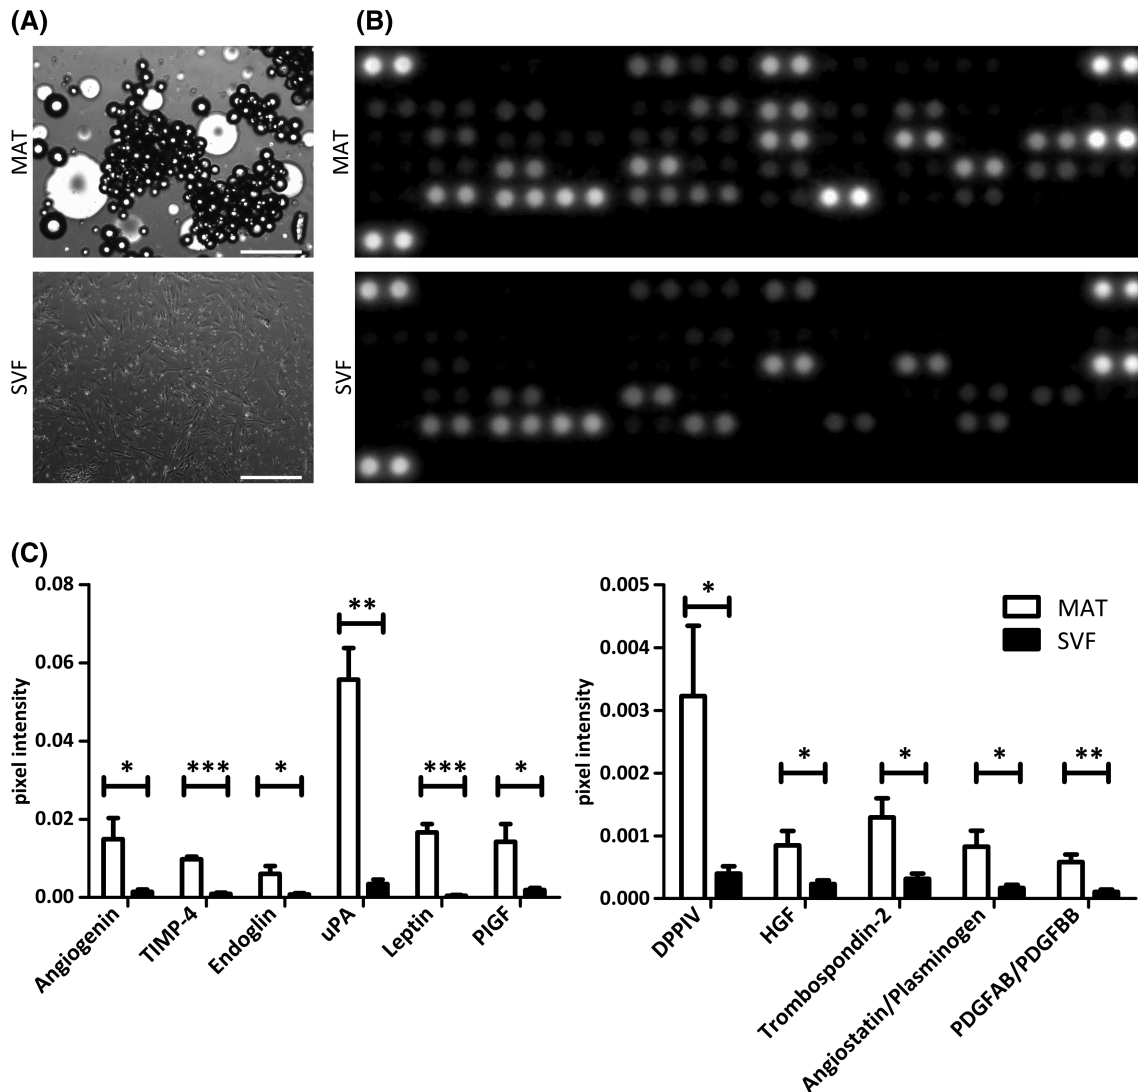 (A)
(B)
MAT
MAT
SVF
SVF
(C)
pixel intensity
0.08
0.06
0.04
0.02
0.00
*
***
*
**
***
*
Angiogenin
TIMP-4
Endoglin
uPA
Leptin
PlGF
pixel intensity
0.005
0.004
0.003
0.002
0.001
0.000
*
*
*
*
**
MAT
SVF
DPPIV
HGF
Trombospondin-2
Angiostatin/Plasminogen
PDGFAB/PDGFBB